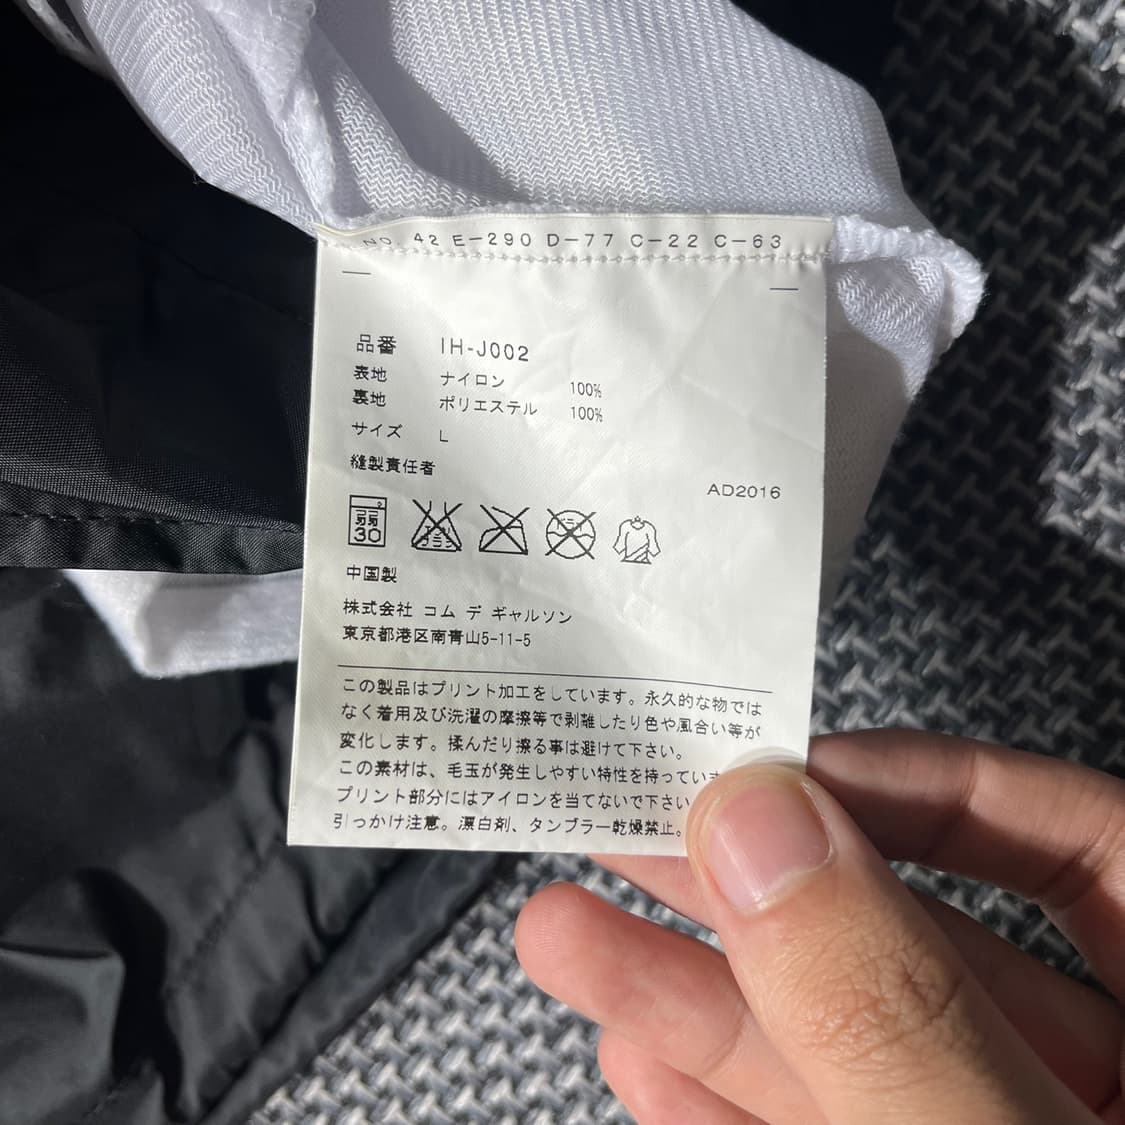 NO. 42 E-290 D-77 C-22 C-63
品番 IH-J002
表地 ナイロン 100%
裏地 ポリエステル 100%
サイズ L
縫製責任者
AD2016
弱 30
中国製
株式会社 コム デ ギャルソン
東京都港区南青山5-11-5
この製品はプリント加工をしています。永久的な物では
なく着用及び洗濯の摩擦等で剥離したり色や風合い等が
変化します。揉んだり擦る事は避けて下さい。
この素材は、毛玉が発生しやすい特性を持っていま
プリント部分にはアイロンを当てないで下さい
引っかけ注意。漂白剤、タンブラー乾燥禁止。